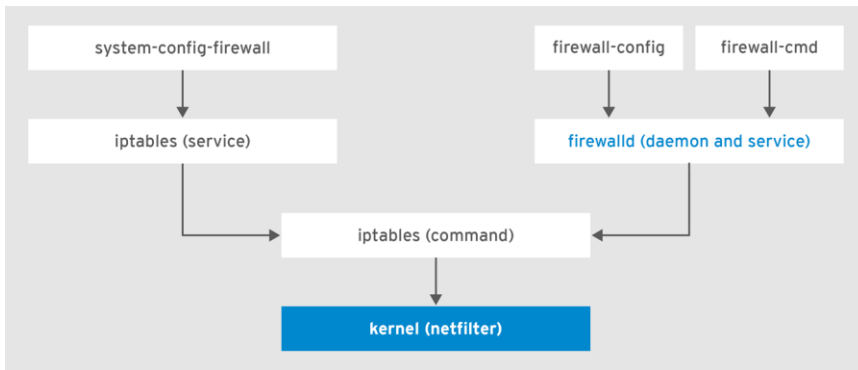 system-config-firewall
firewall-config
firewall-cmd
iptables (service)
firewalld (daemon and service)
iptables (command)
kernel (netfilter)